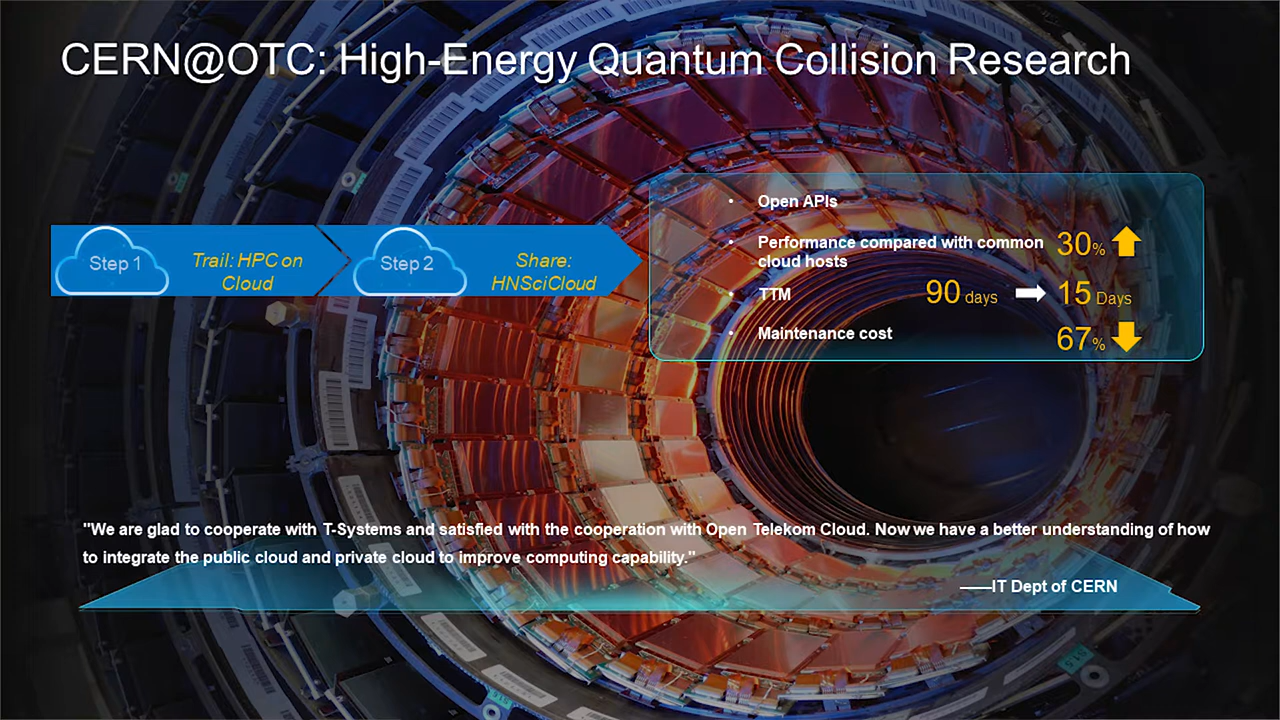 CERN@OTC: High-Energy Quantum Collision Research
Step 1
Trail: HPC on
Cloud
Step 2
Share:
HNSciCloud
• Open APIs
• Performance compared with common
cloud hosts
30%
• TTM
90 days
15 Days
• Maintenance cost
67%
"We are glad to cooperate with T-Systems and satisfied with the cooperation with Open Telekom Cloud. Now we have a better understanding of how
to integrate the public cloud and private cloud to improve computing capability."
——IT Dept of CERN